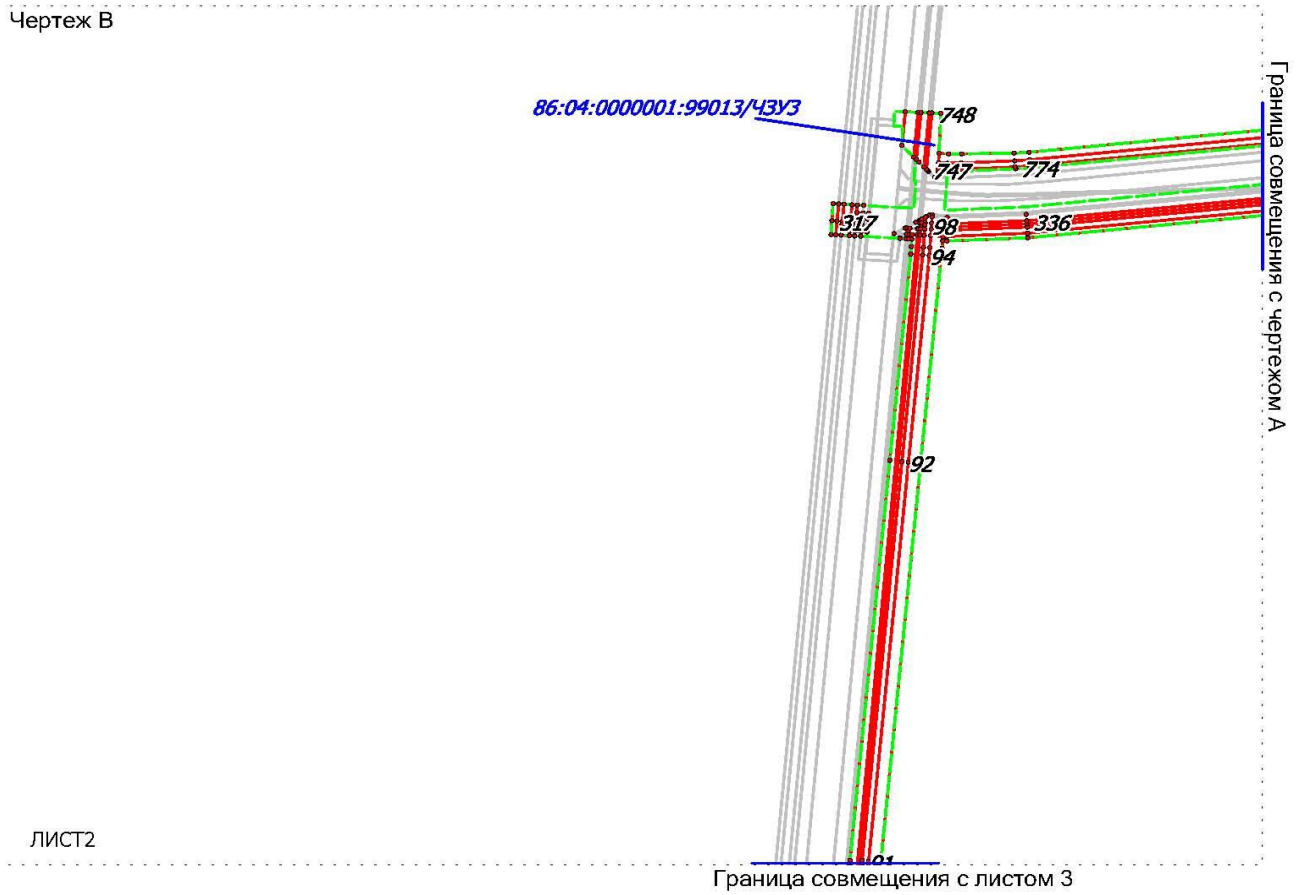 Чертеж В
86:04:0000001:99013/ЧЗУЗ
748
747
774
317
98
336
94
92
91
Граница совмещения с чертежом А
ЛИСТ2
Граница совмещения с листом 3